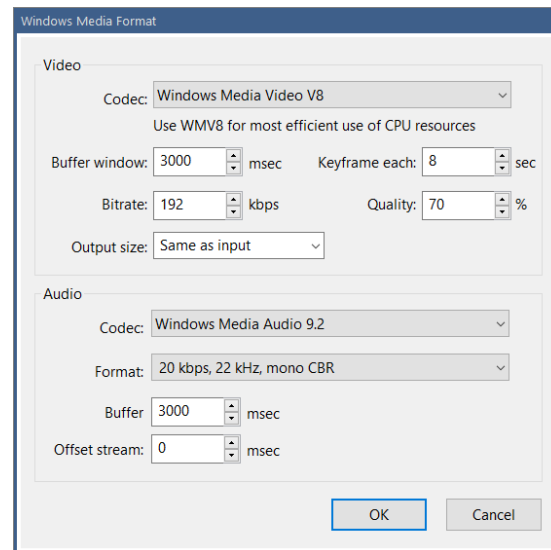 Windows Media Format
Video
Codec: Windows Media Video V8
Use WMV8 for most efficient use of CPU resources
Buffer window: 3000 msec Keyframe each: 8 sec
Bitrate: 192 kbps Quality: 70 %
Output size: Same as input
Audio
Codec: Windows Media Audio 9.2
Format: 20 kbps, 22 kHz, mono CBR
Buffer 3000 msec
Offset stream: 0 msec
OK Cancel